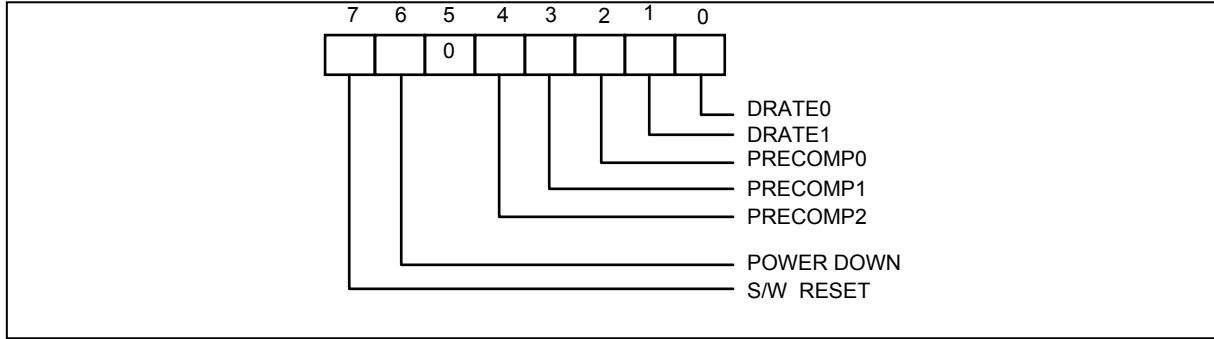 7 6 5 4 3 2 1 0
0
DRATE0
DRATE1
PRECOMP0
PRECOMP1
PRECOMP2
POWER DOWN
S/W RESET